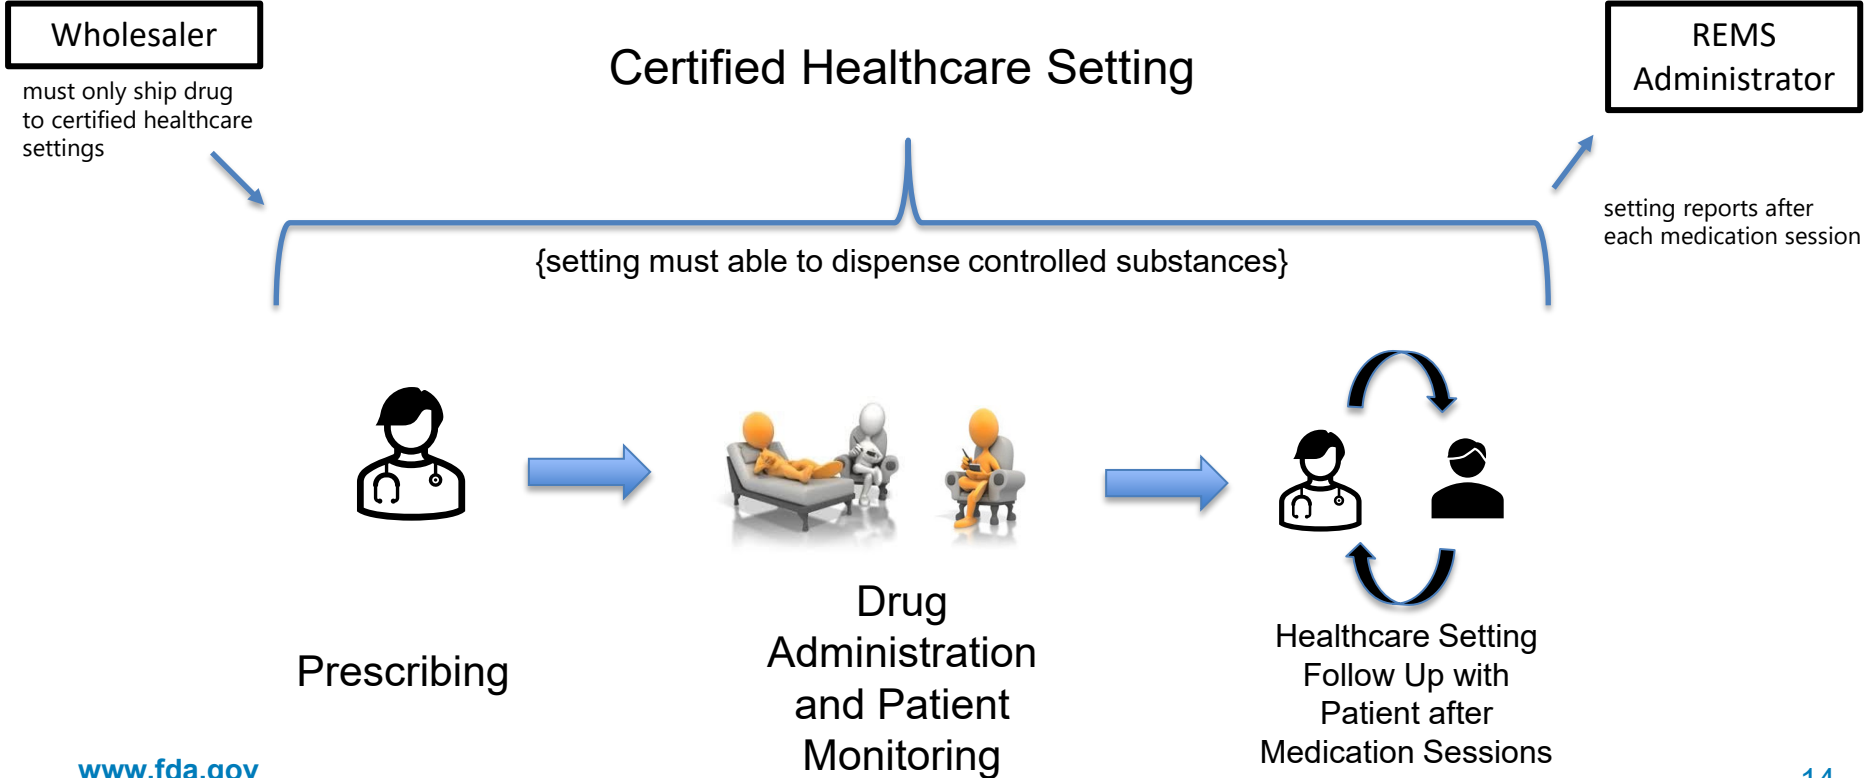 Wholesaler
must only ship drug
to certified healthcare
settings
Certified Healthcare Setting
REMS
Administrator
setting reports after
each medication session
{setting must able to dispense controlled substances}
Prescribing
Drug
Administration
and Patient
Monitoring
Healthcare Setting
Follow Up with
Patient after
Medication Sessions
www.fda.gov
14